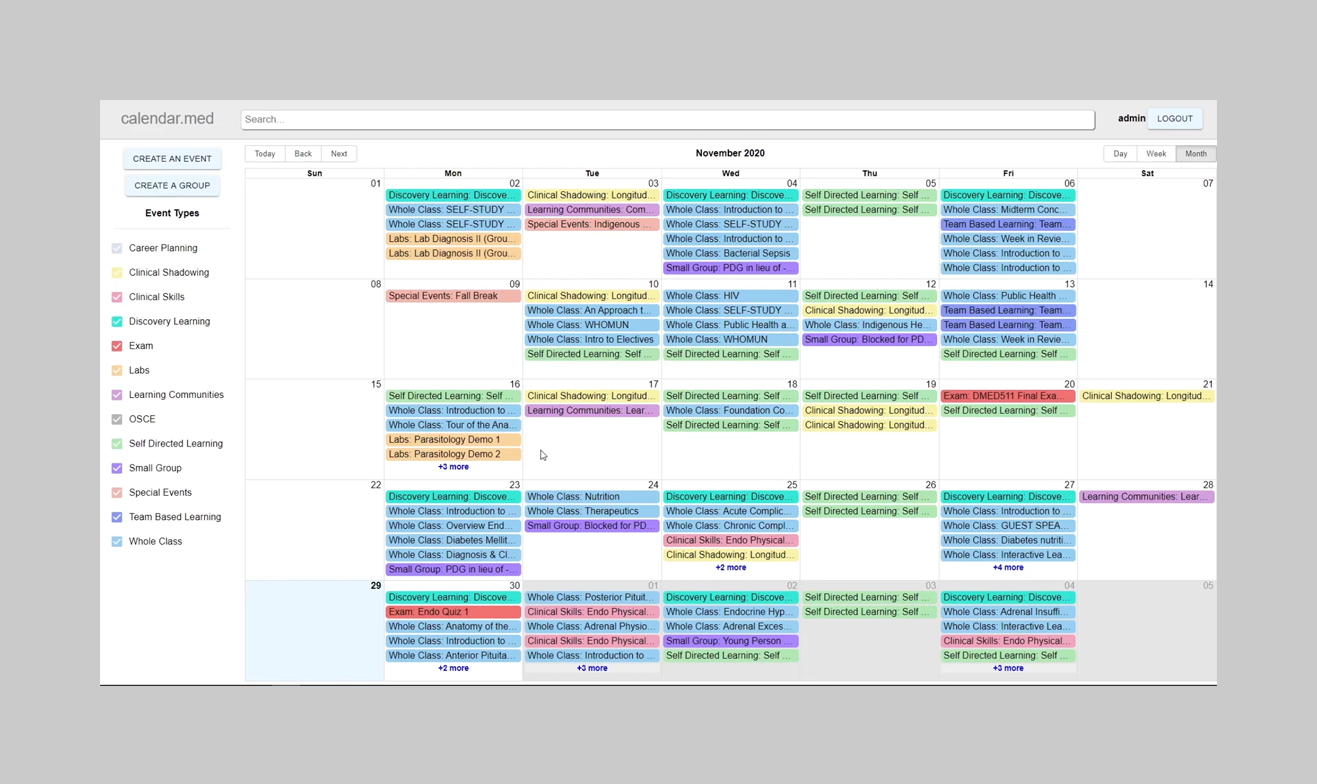 calendar.med
Search...
admin
LOGOUT
CREATE AN EVENT
CREATE A GROUP
Event Types
Career Planning
Clinical Shadowing
Clinical Skills
Discovery Learning
Exam
Labs
Learning Communities
OSCE
Self Directed Learning
Small Group
Special Events
Team Based Learning
Whole Class
Today Back Next
November 2020
Day Week Month
Sun Mon Tue Wed Thu Fri Sat
01
02
Discovery Learning: Discove...
Whole Class: SELF-STUDY ...
Whole Class: SELF-STUDY ...
Labs: Lab Diagnosis II (Grou...
Labs: Lab Diagnosis II (Grou...
03
Clinical Shadowing: Longitud...
Learning Communities: Com...
Special Events: Indigenous ...
04
Discovery Learning: Discove...
Whole Class: Introduction to ...
Whole Class: SELF-STUDY ...
Whole Class: Introduction to ...
Whole Class: Bacterial Sepsis
Small Group: PDG in lieu of -...
05
Self Directed Learning: Self ...
Self Directed Learning: Self ...
06
Discovery Learning: Discove...
Whole Class: Midterm Conc...
Team Based Learning: Team...
Whole Class: Week in Revie...
Whole Class: Introduction to ...
Whole Class: Introduction to ...
07
08
09
Special Events: Fall Break
10
Clinical Shadowing: Longitud...
Whole Class: An Approach t...
Whole Class: WHOMUN
Whole Class: Intro to Electives
Self Directed Learning: Self ...
11
Whole Class: HIV
Whole Class: SELF-STUDY ...
Whole Class: Public Health a...
Whole Class: WHOMUN
Self Directed Learning: Self ...
12
Self Directed Learning: Self ...
Clinical Shadowing: Longitud...
Whole Class: Indigenous He...
Small Group: Blocked for PD...
13
Whole Class: Public Health ...
Team Based Learning: Team...
Team Based Learning: Team...
Whole Class: Week in Revie...
Self Directed Learning: Self ...
14
15
16
Self Directed Learning: Self ...
Whole Class: Introduction to ...
Whole Class: Tour of the Ana...
Labs: Parasitology Demo 1
Labs: Parasitology Demo 2
+3 more
17
Clinical Shadowing: Longitud...
Learning Communities: Lear...
18
Self Directed Learning: Self ...
Whole Class: Foundation Co...
Self Directed Learning: Self ...
19
Self Directed Learning: Self ...
Clinical Shadowing: Longitud...
Clinical Shadowing: Longitud...
20
Exam: DMED511 Final Exa...
Self Directed Learning: Self ...
21
Clinical Shadowing: Longitud...
22
23
Discovery Learning: Discove...
Whole Class: Introduction to ...
Whole Class: Overview End...
Whole Class: Diabetes Mellit...
Whole Class: Diagnosis & Cl...
Small Group: PDG in lieu of -...
24
Whole Class: Nutrition
Whole Class: Therapeutics
Small Group: Blocked for PD...
25
Discovery Learning: Discove...
Whole Class: Acute Complic...
Whole Class: Chronic Compl...
Clinical Skills: Endo Physical...
Clinical Shadowing: Longitud...
+2 more
26
Self Directed Learning: Self ...
Self Directed Learning: Self ...
27
Discovery Learning: Discove...
Whole Class: Introduction to ...
Whole Class: GUEST SPEA...
Whole Class: Diabetes nutriti...
Whole Class: Interactive Lea...
+4 more
28
Learning Communities: Lear...
29
30
Discovery Learning: Discove...
Exam: Endo Quiz 1
Whole Class: Anatomy of the...
Whole Class: Introduction to ...
Whole Class: Anterior Pituita...
+2 more
01
Whole Class: Posterior Pituit...
Clinical Skills: Endo Physical...
Whole Class: Adrenal Physio...
Clinical Skills: Endo Physical...
Whole Class: Introduction to ...
+3 more
02
Discovery Learning: Discove...
Whole Class: Endocrine Hyp...
Whole Class: Adrenal Exces...
Small Group: Young Person ...
Self Directed Learning: Self ...
03
Self Directed Learning: Self ...
Self Directed Learning: Self ...
04
Discovery Learning: Discove...
Whole Class: Adrenal Insuffi...
Whole Class: Interactive Lea...
Clinical Skills: Endo Physical...
Self Directed Learning: Self ...
+3 more
05